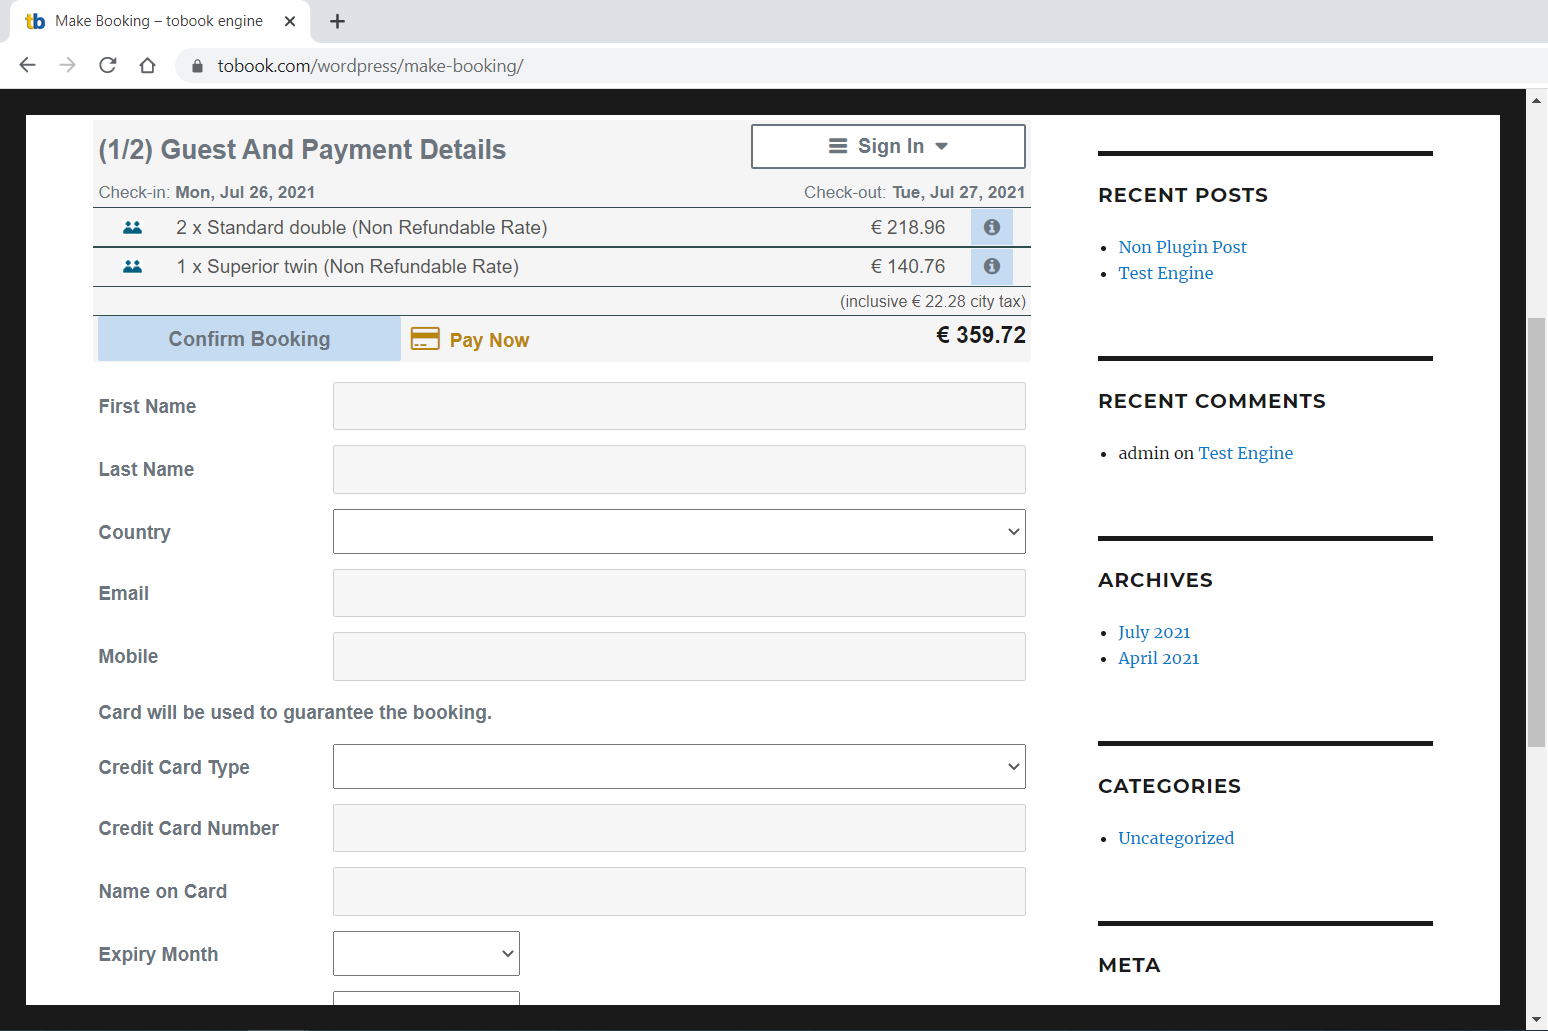 tb Make Booking – tobook engine
tobook.com/wordpress/make-booking/
(1/2) Guest And Payment Details
Sign In
Check-in: Mon, Jul 26, 2021
Check-out: Tue, Jul 27, 2021
2 x Standard double (Non Refundable Rate) € 218.96
1 x Superior twin (Non Refundable Rate) € 140.76
(inclusive € 22.28 city tax)
Confirm Booking
Pay Now
€ 359.72
First Name
Last Name
Country
Email
Mobile
Card will be used to guarantee the booking.
Credit Card Type
Credit Card Number
Name on Card
Expiry Month
RECENT POSTS
Non Plugin Post
Test Engine
RECENT COMMENTS
admin on Test Engine
ARCHIVES
July 2021
April 2021
CATEGORIES
Uncategorized
META